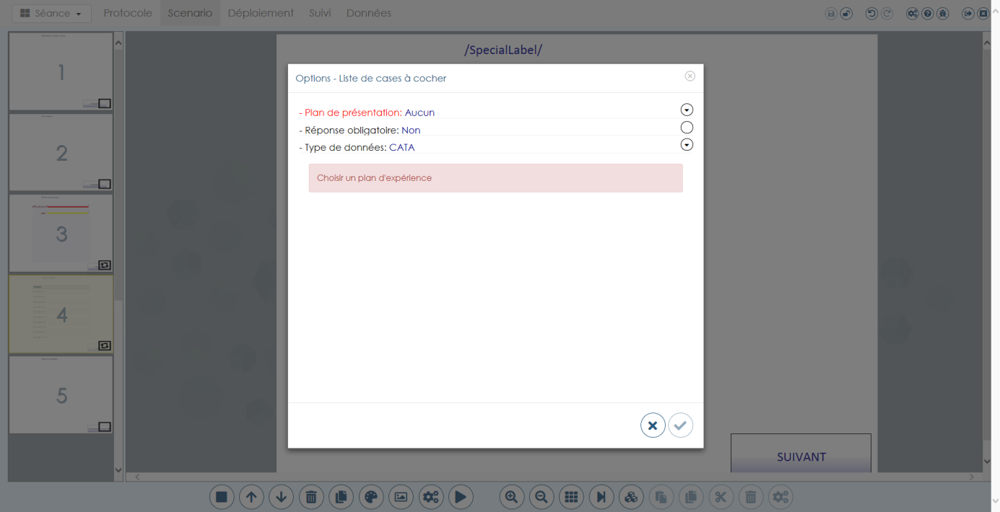 Séance
Protocole
Scenario
Déploiement
Suivi
Données
/SpecialLabel/
1
2
3
4
5
Options - Liste de cases à cocher
- Plan de présentation: Aucun
- Réponse obligatoire: Non
- Type de données: CATA
Choisir un plan d'expérience
SUIVANT